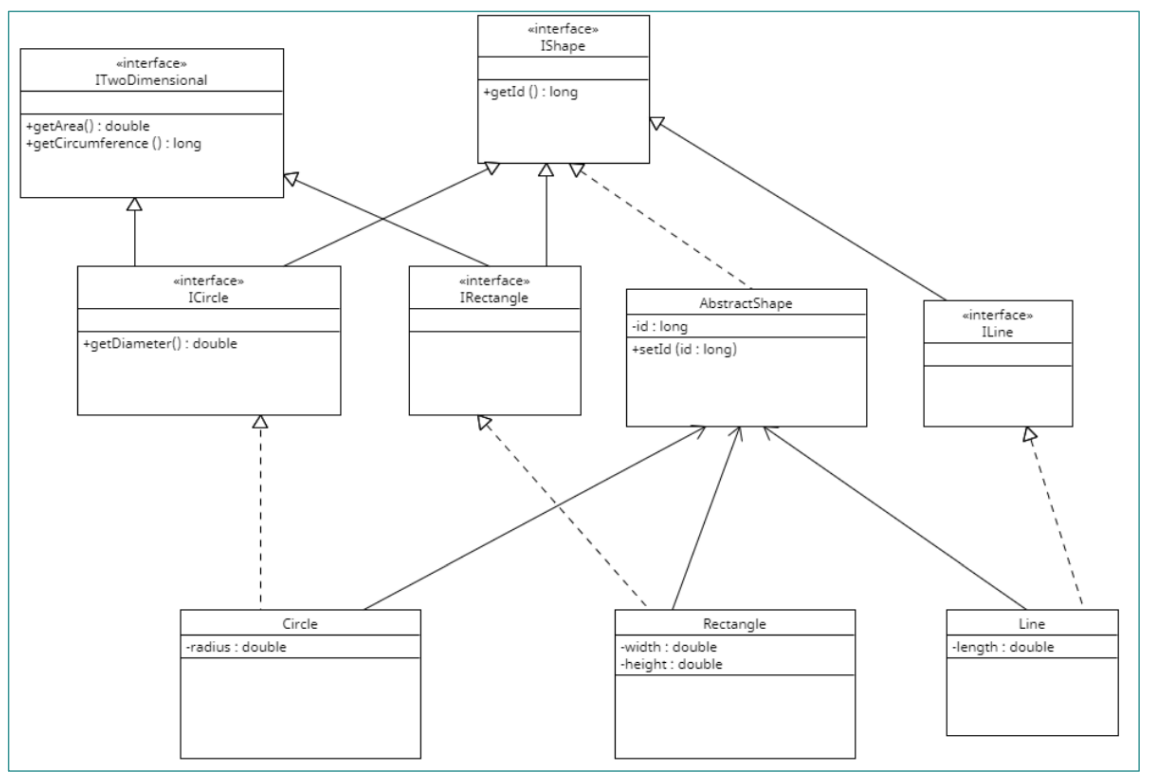 «interface»
IShape
+getId () : long
«interface»
ITwoDimensional
+getArea() : double
+getCircumference () : long
«interface»
ICircle
+getDiameter() : double
«interface»
IRectangle
AbstractShape
-id : long
+setId (id : long)
«interface»
ILine
Circle
-radius : double
Rectangle
-width : double
-height : double
Line
-length : double